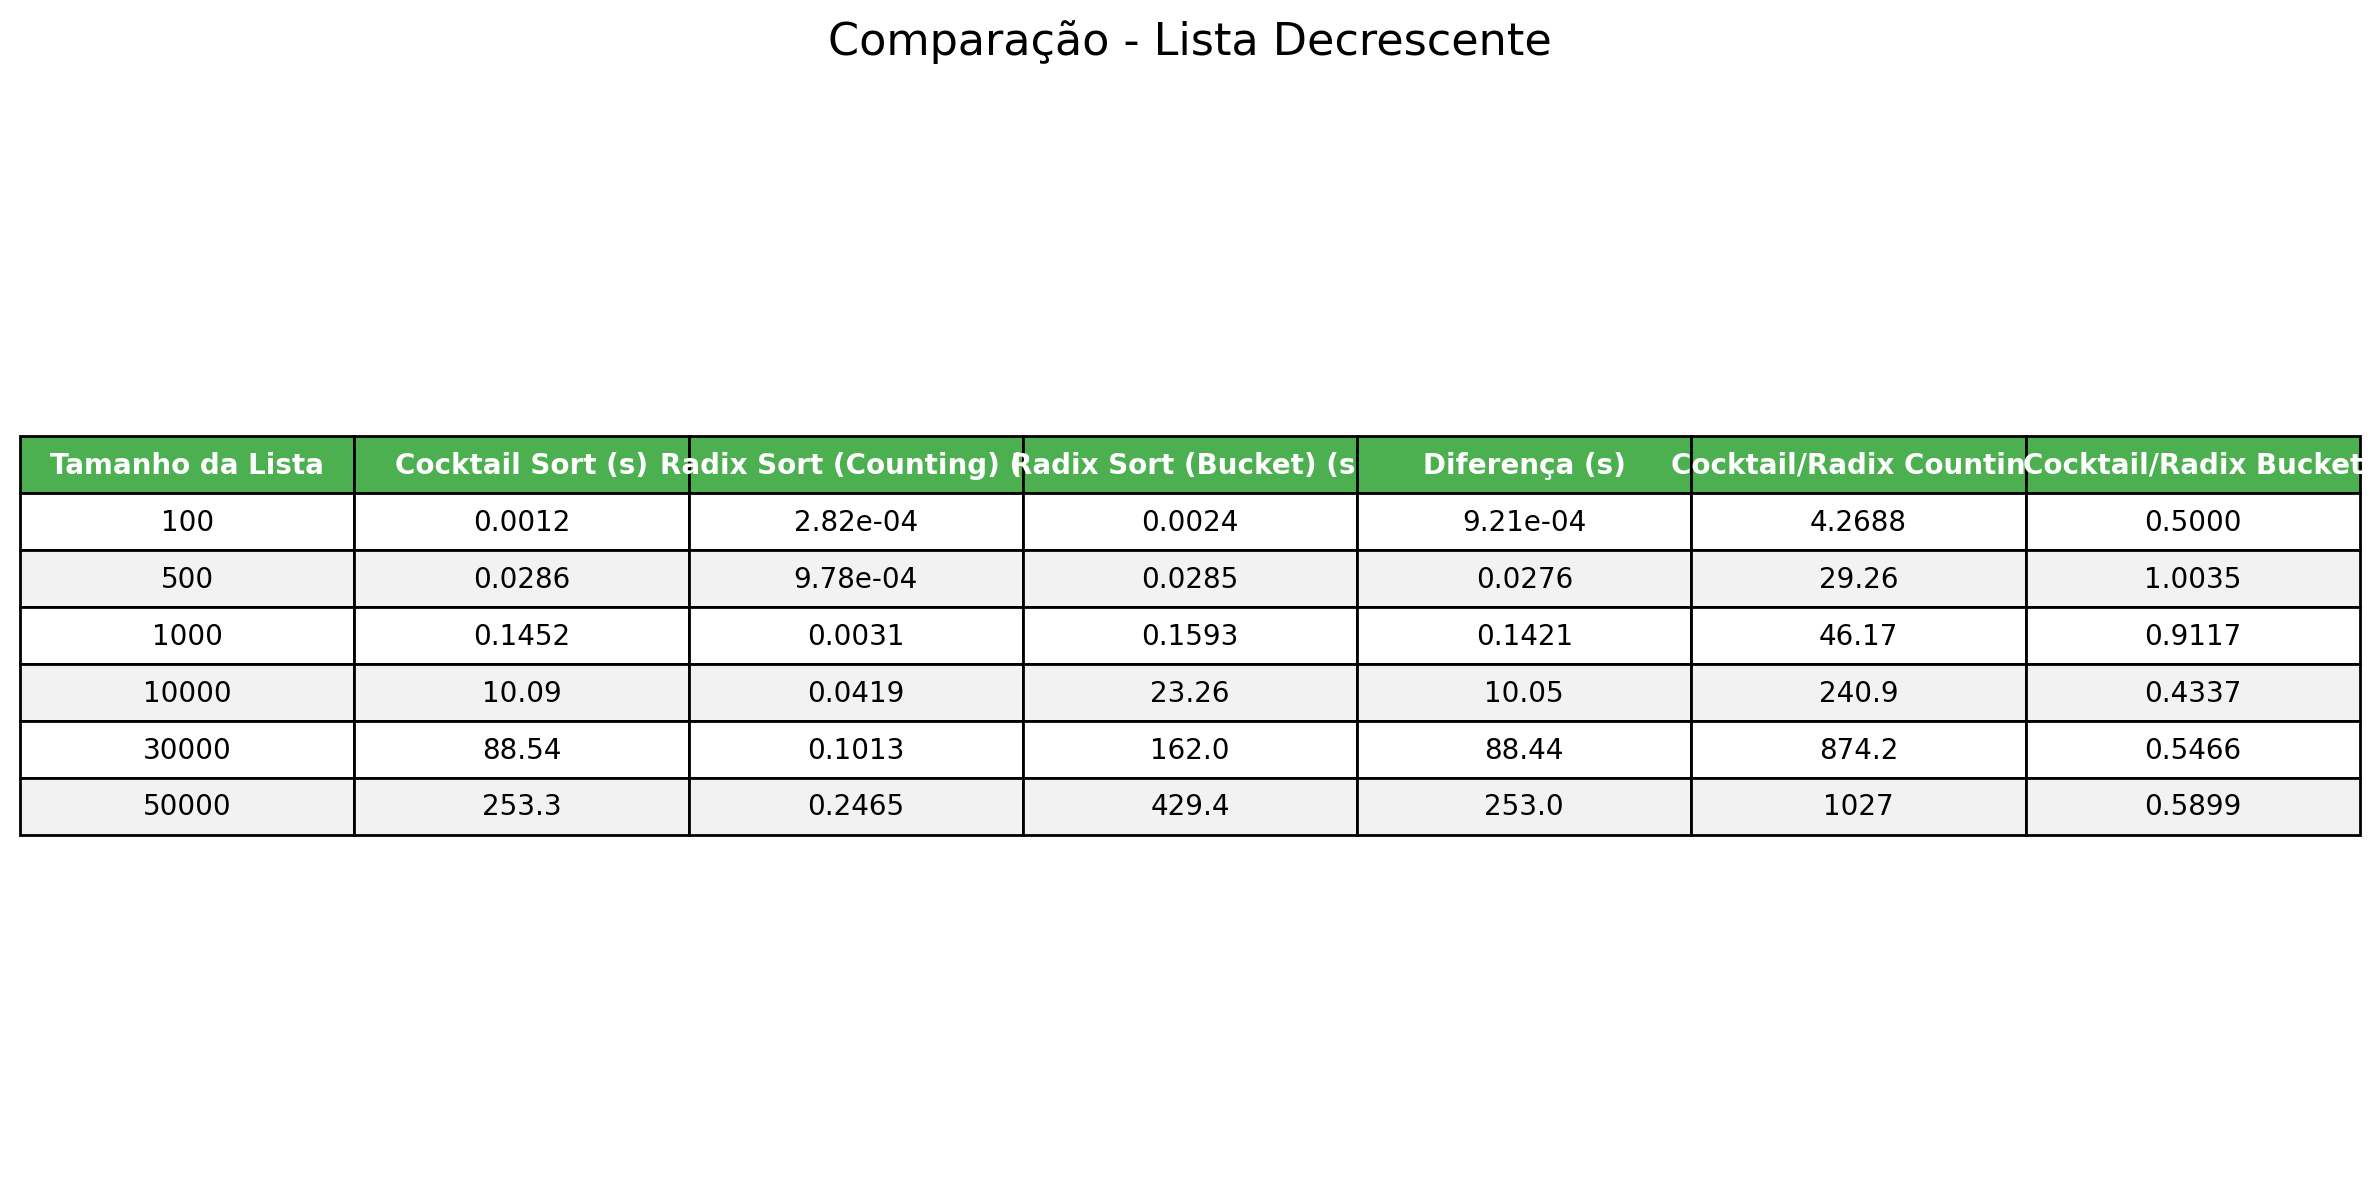 Comparação - Lista Decrescente
Tamanho da Lista Cocktail Sort (s) Radix Sort (Counting) ( Radix Sort (Bucket) (s Diferença (s) Cocktail/Radix Countin Cocktail/Radix Bucket
100 0.0012 2.82e-04 0.0024 9.21e-04 4.2688 0.5000
500 0.0286 9.78e-04 0.0285 0.0276 29.26 1.0035
1000 0.1452 0.0031 0.1593 0.1421 46.17 0.9117
10000 10.09 0.0419 23.26 10.05 240.9 0.4337
30000 88.54 0.1013 162.0 88.44 874.2 0.5466
50000 253.3 0.2465 429.4 253.0 1027 0.5899